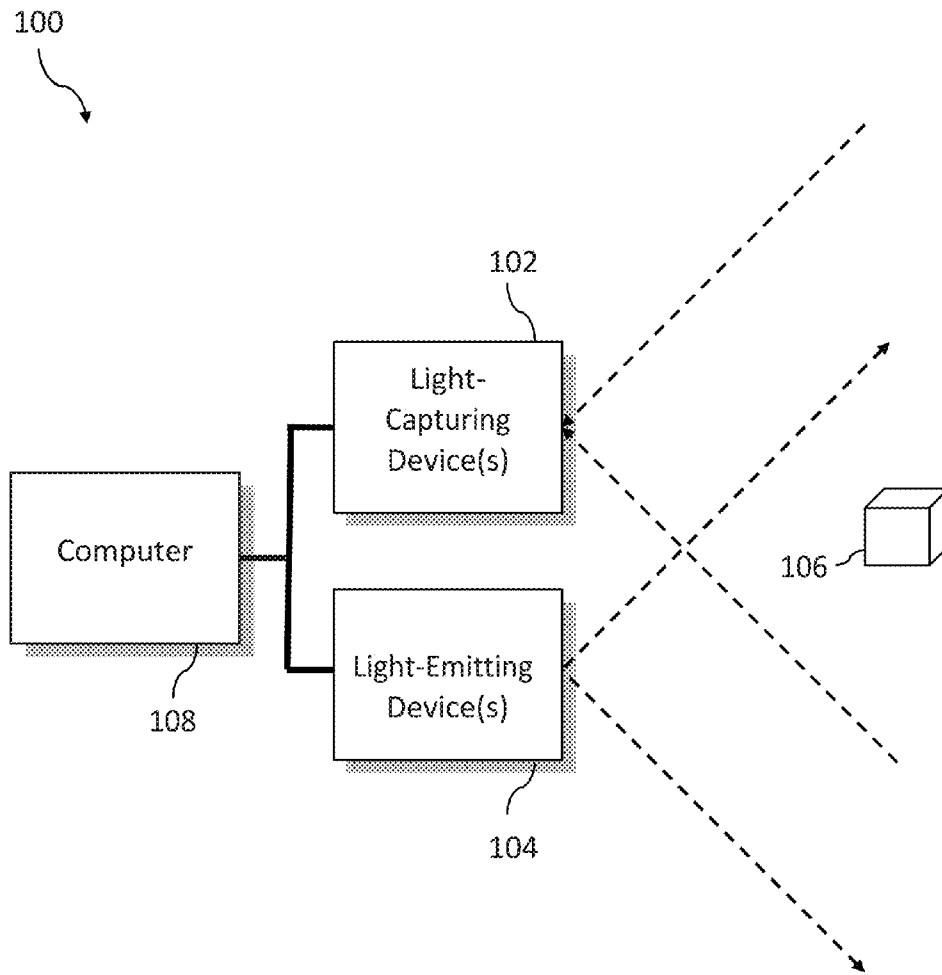 100
102
Light-
Capturing
Device(s)
Computer
106
Light-Emitting
Device(s)
108
104